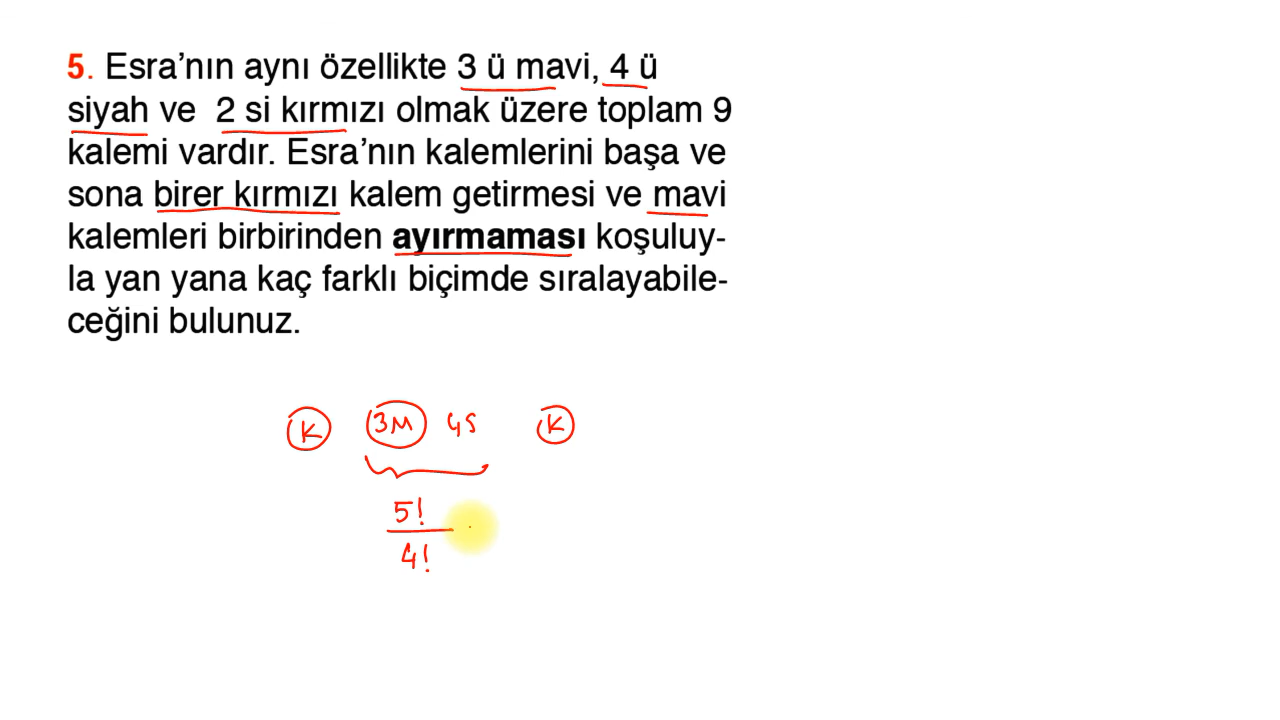 5. Esra’nın aynı özellikte 3 ü mavi, 4 ü
siyah ve 2 si kırmızı olmak üzere toplam 9
kalemi vardır. Esra’nın kalemlerini başa ve
sona birer kırmızı kalem getirmesi ve mavi
kalemleri birbirinden ayırmaması koşuluy-
la yan yana kaç farklı biçimde sıralayabile-
ceğini bulunuz.
K 3M 4S K
5!
4!